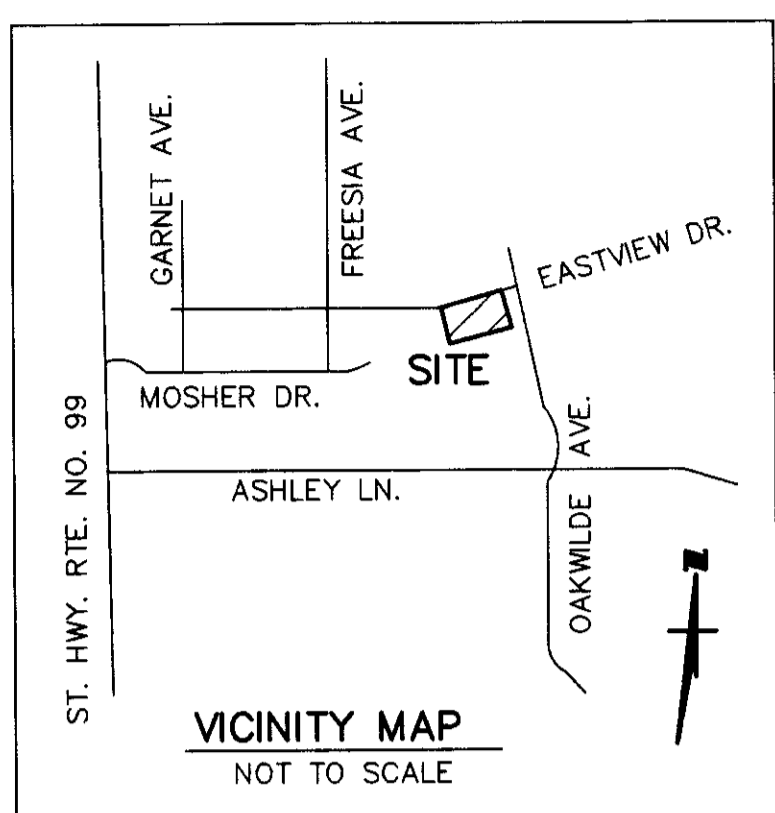 GARNET AVE.
FREESIA AVE.
EASTVIEW DR.
SITE
MOSHER DR.
ST. HWY. RTE. NO. 99
ASHLEY LN.
OAKWILDE AVE.
N
VICINITY MAP
NOT TO SCALE